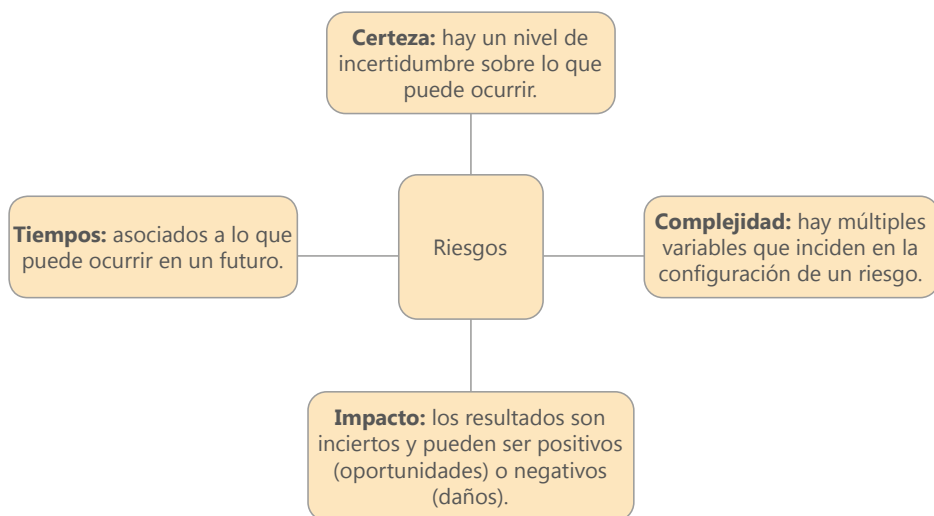 Certeza: hay un nivel de
incertidumbre sobre lo que
puede ocurrir.
Tiempos: asociados a lo que
puede ocurrir en un futuro.
Riesgos
Complejidad: hay múltiples
variables que inciden en la
configuración de un riesgo.
Impacto: los resultados son
inciertos y pueden ser positivos
(oportunidades) o negativos
(daños).